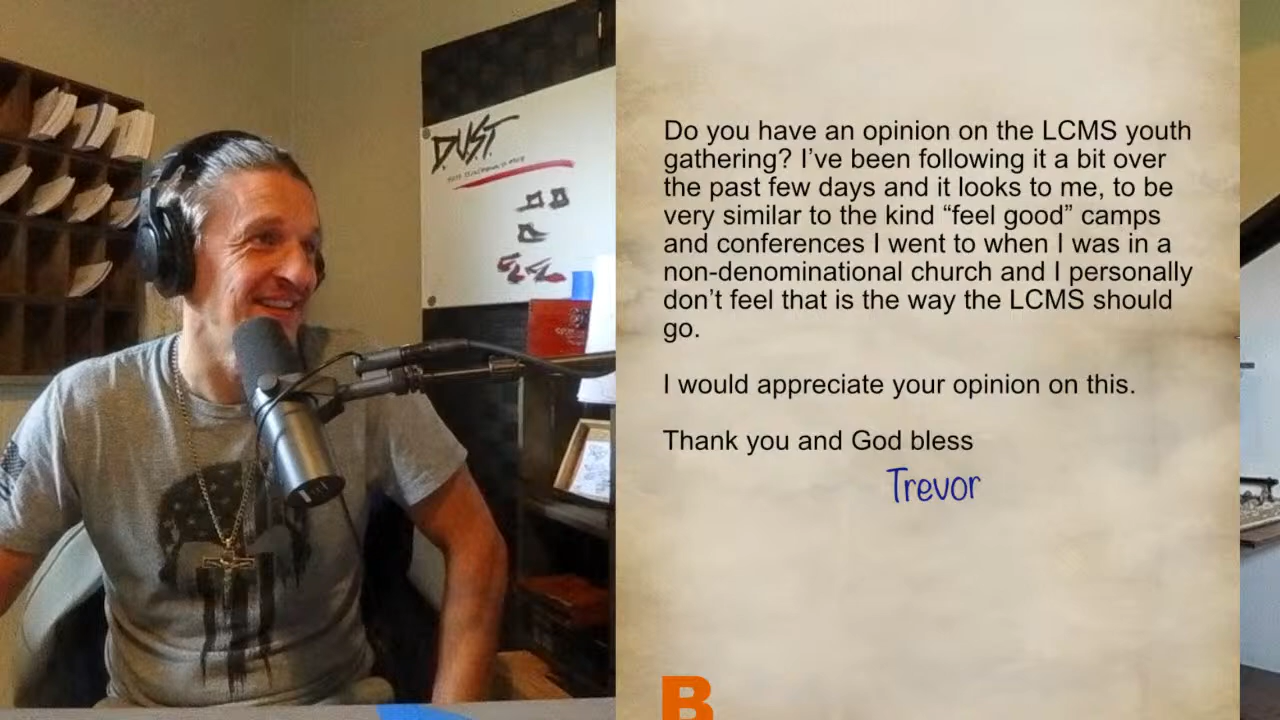 DUST
Do you have an opinion on the LCMS youth
gathering? I’ve been following it a bit over
the past few days and it looks to me, to be
very similar to the kind “feel good” camps
and conferences I went to when I was in a
non-denominational church and I personally
don’t feel that is the way the LCMS should
go.
I would appreciate your opinion on this.
Thank you and God bless
Trevor
B